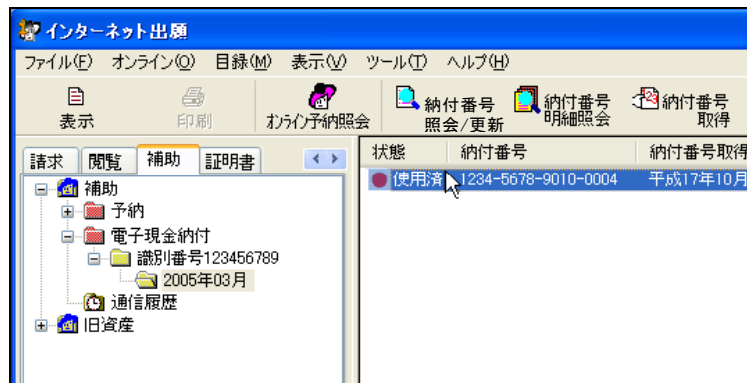 インターネット出願
ファイル(F) オンライン(O) 目録(M) 表示(V) ツール(T) ヘルプ(H)
表示 印刷 オンライン予納照会 納付番号照会/更新 納付番号明細照会 納付番号取得
請求 閲覧 補助 証明書
状態 納付番号 納付番号取得
使用済 1234-5678-9010-0004 平成17年10月
補助
予納
電子現金納付
識別番号123456789
2005年03月
通信履歴
旧資産